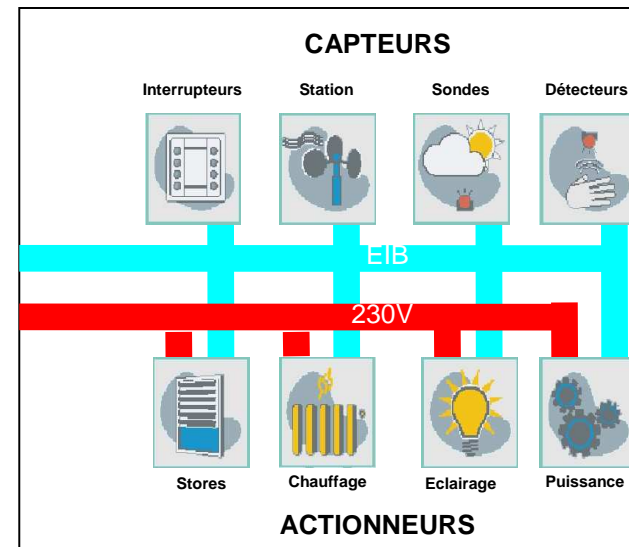 CAPTEURS
Interrupteurs Station Sondes Détecteurs
EIB
230V
Stores Chauffage Eclairage Puissance
ACTIONNEURS